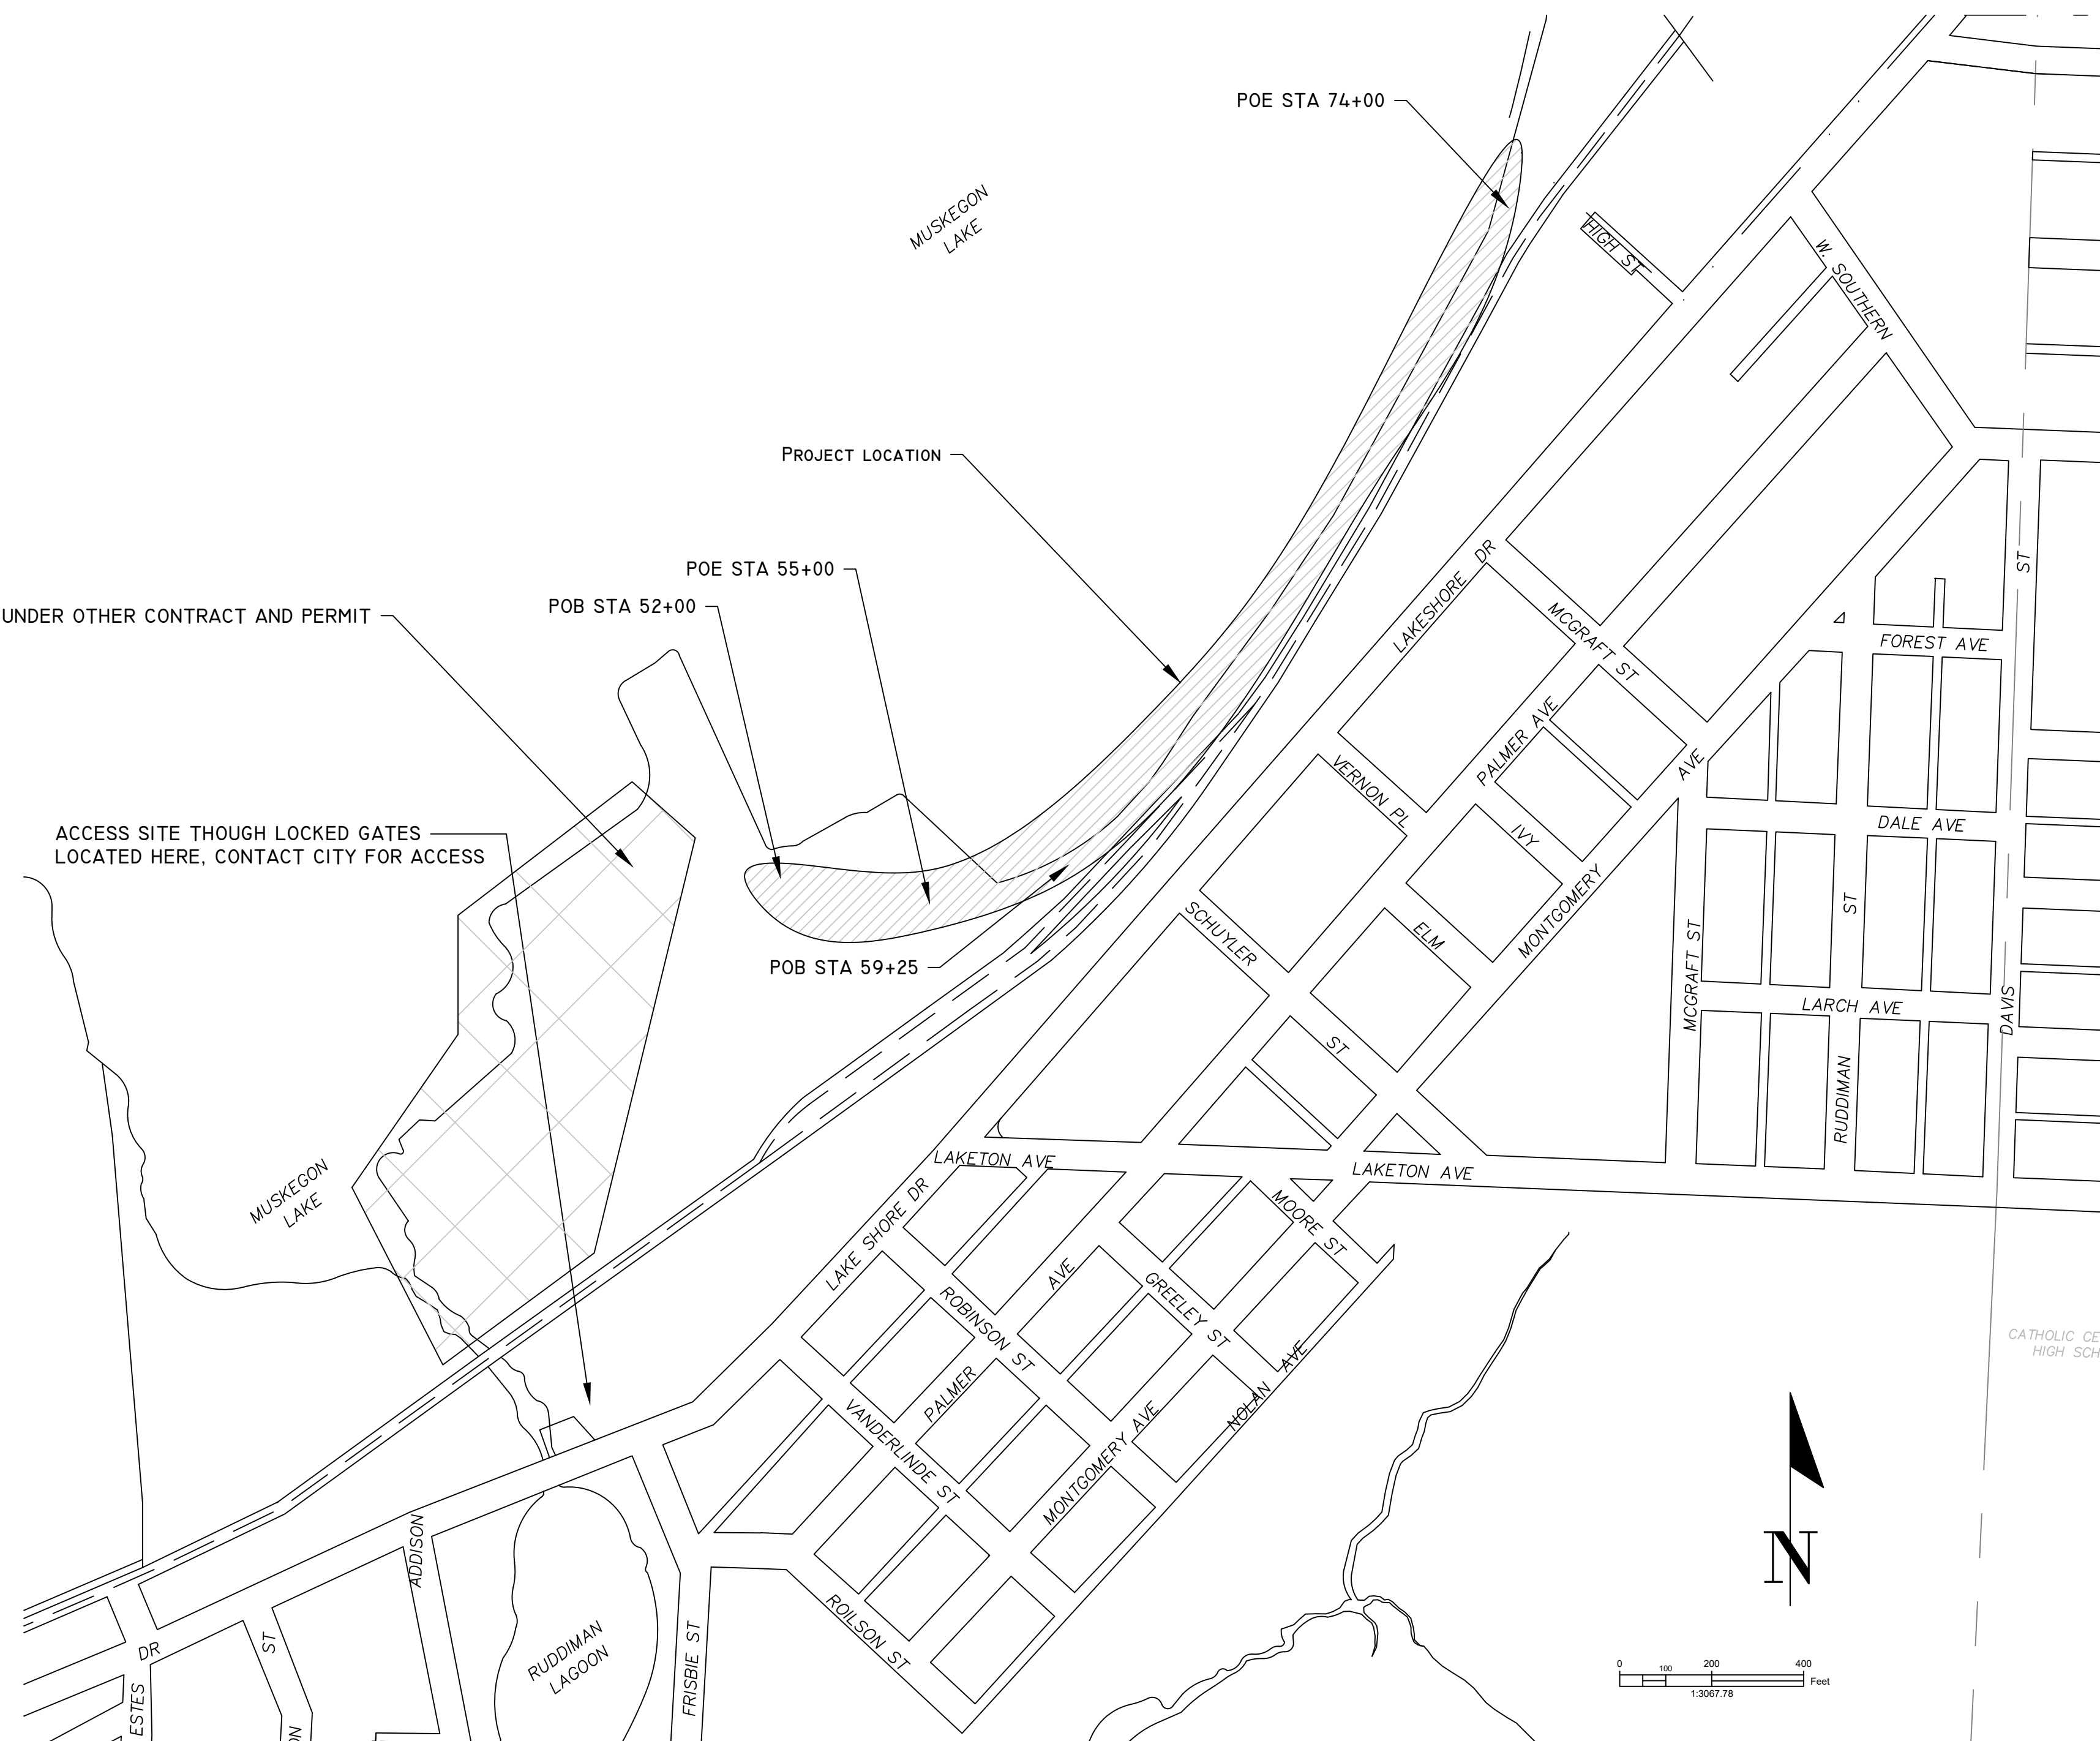 POE STA 74+00
MUSKEGON
LAKE
HIGH ST
W. SOUTHERN
PROJECT LOCATION
POE STA 55+00
POB STA 52+00
UNDER OTHER CONTRACT AND PERMIT
LAKESHORE DR
MCGRAFT ST
ST
FOREST AVE
PALMER AVE
AVE
VERNON PL
IVY
DALE AVE
ACCESS SITE THOUGH LOCKED GATES
LOCATED HERE, CONTACT CITY FOR ACCESS
MONTGOMERY
ST
SCHUYLER
ELM
POB STA 59+25
MCGRAFT ST
LARCH AVE
DAVIS
ST
RUDDIMAN
LAKETON AVE
LAKETON AVE
MUSKEGON
LAKE
LAKE SHORE DR
MOORE ST
AVE
GREELEY ST
ROBINSON ST
CATHOLIC CE
HIGH SCH
PALMER
NOLAN AVE
VANDERLINDE ST
MONTGOMERY AVE
ADDISON
N
ROILSON ST
RUDDIMAN
LAGOON
DR
ST
FRISBIE ST
ESTES
ON
0 100 200 400
Feet
1:3067.78